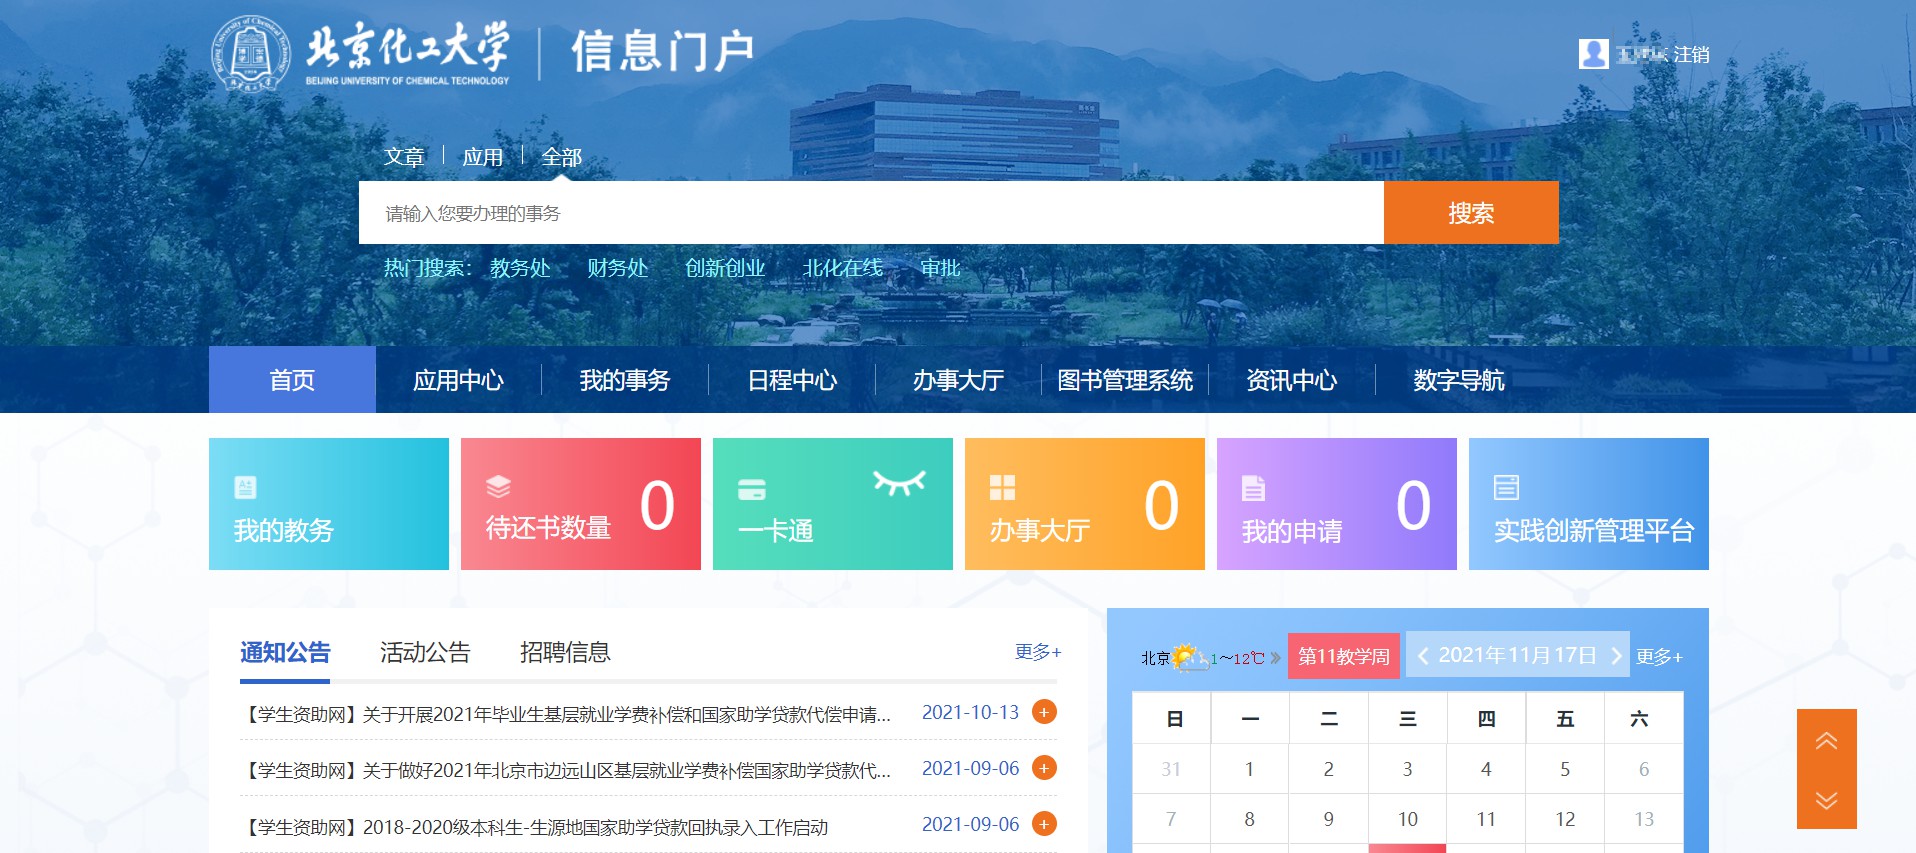 北京化工大学
BEIJING UNIVERSITY OF CHEMICAL TECHNOLOGY
信息门户
注销
文章 应用 全部
请输入您要办理的事务 搜索
热门搜索： 教务处 财务处 创新创业 北化在线 审批
首页 应用中心 我的事务 日程中心 办事大厅 图书管理系统 资讯中心 数字导航
我的教务
待还书数量 0
一卡通
办事大厅 0
我的申请 0
实践创新管理平台
通知公告 活动公告 招聘信息 更多+
【学生资助网】关于开展2021年毕业生基层就业学费补偿和国家助学贷款代偿申请... 2021-10-13 +
【学生资助网】关于做好2021年北京市边远山区基层就业学费补偿国家助学贷款代... 2021-09-06 +
【学生资助网】2018-2020级本科生-生源地国家助学贷款回执录入工作启动 2021-09-06 +
北京 1～12℃ 第11教学周 2021年11月17日 更多+
日 一 二 三 四 五 六
31 1 2 3 4 5 6
7 8 9 10 11 12 13